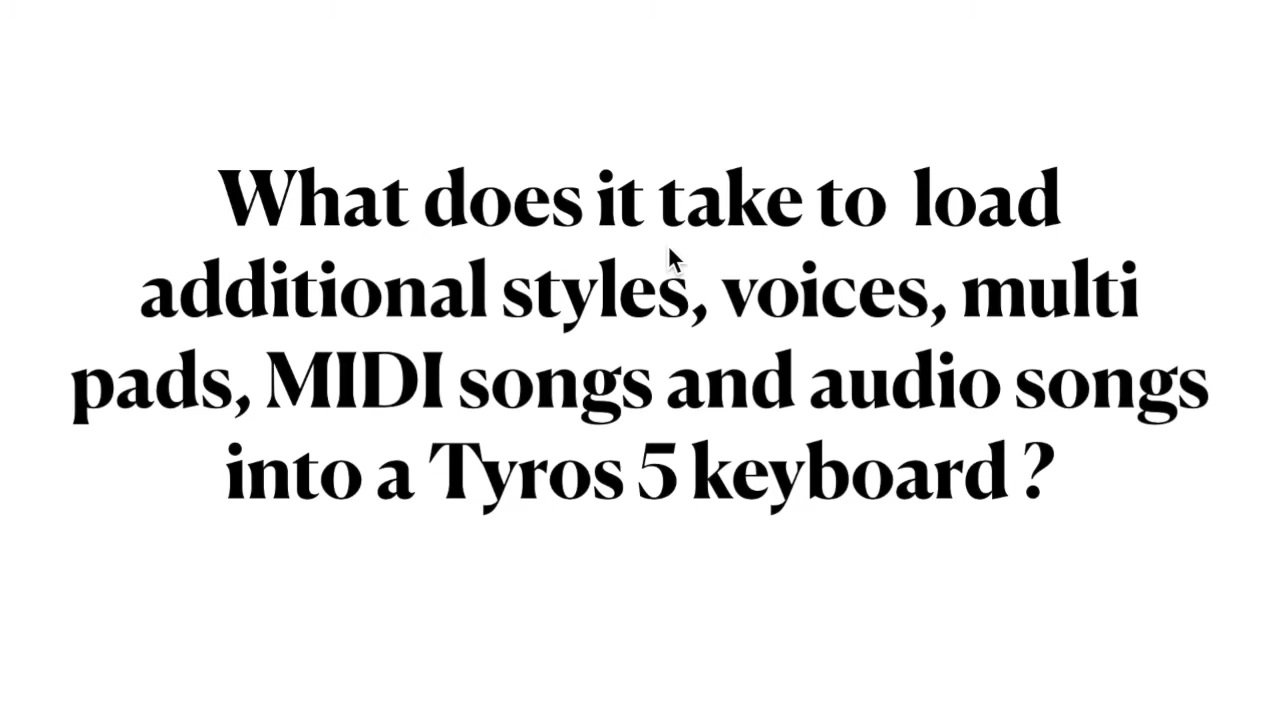 What does it take to  load
additional styles, voices, multi
pads, MIDI songs and audio songs
into a Tyros 5 keyboard ?